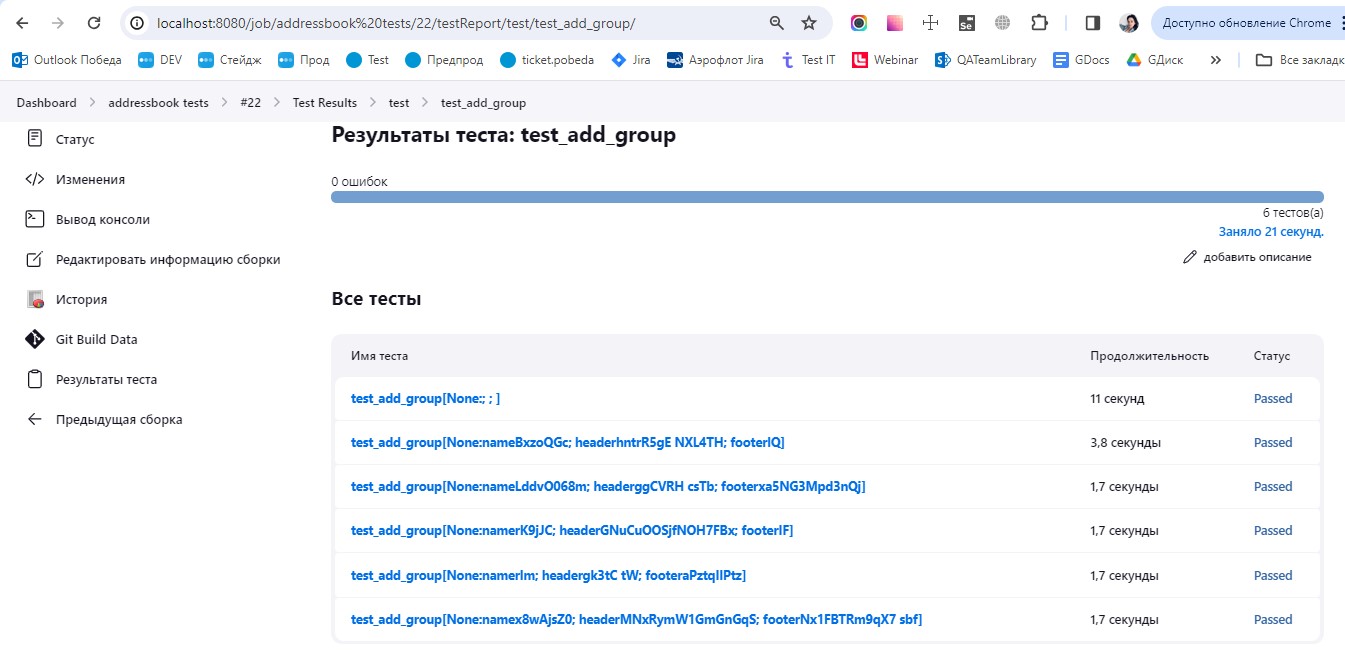 localhost:8080/job/addressbook%20tests/22/testReport/test/test_add_group/
Доступно обновление Chrome
Outlook Победа DEV Стейдж Прод Test Предпрод ticket.pobeda Jira Аэрофлот Jira Test IT Webinar QATeamLibrary GDocs GДиск » Все закладк
Dashboard > addressbook tests > #22 > Test Results > test > test_add_group
Статус
Изменения
Вывод консоли
Редактировать информацию сборки
История
Git Build Data
Результаты теста
Предыдущая сборка
Результаты теста: test_add_group
0 ошибок
6 тестов(а)
Заняло 21 секунд.
добавить описание
Все тесты
Имя теста Продолжительность Статус
test_add_group[None:; ; ] 11 секунд Passed
test_add_group[None:nameBxzoQGc; headerhntrR5gE NXL4TH; footerIQ] 3,8 секунды Passed
test_add_group[None:nameLddvO068m; headerggCVRH csTb; footerxa5NG3Mpd3nQj] 1,7 секунды Passed
test_add_group[None:namerK9jJC; headerGNuCuOOSjfNOH7FBx; footerIF] 1,7 секунды Passed
test_add_group[None:namerlm; headergk3tC tW; footeraPztqIlPtz] 1,7 секунды Passed
test_add_group[None:namex8wAjsZ0; headerMNxRymW1GmGnGqS; footerNx1FBTRm9qX7 sbf] 1,7 секунды Passed